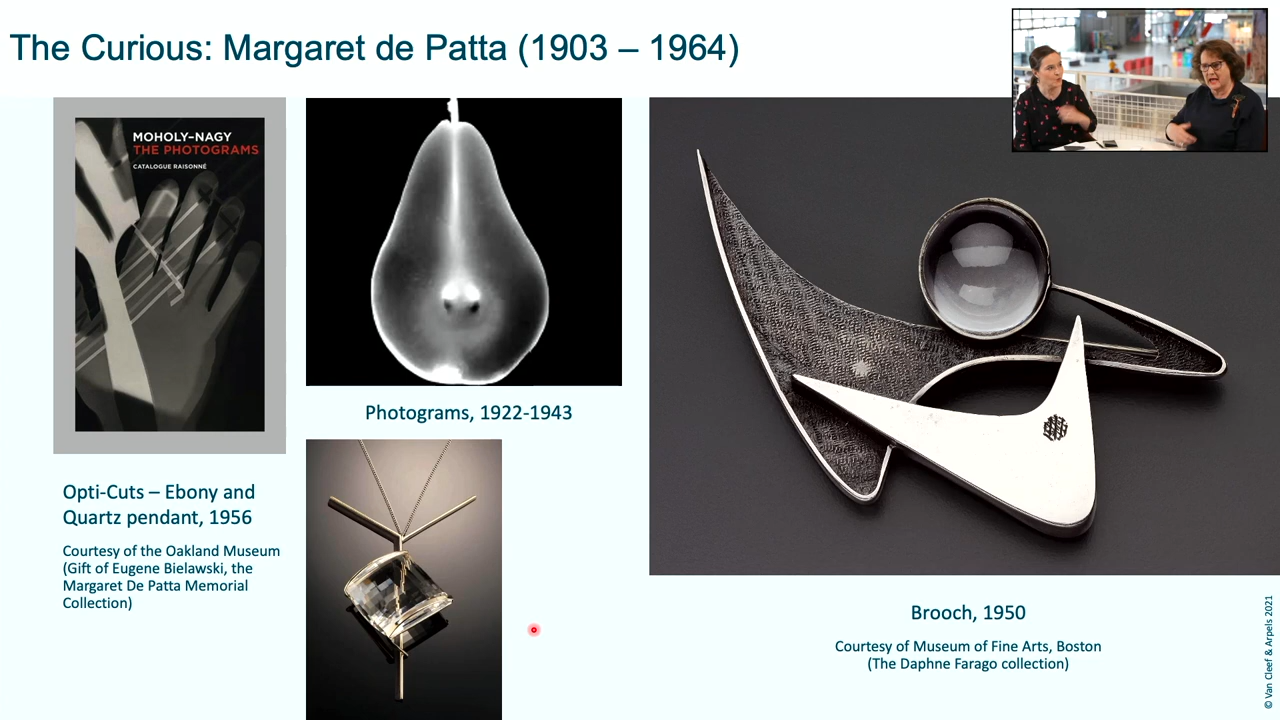 The Curious: Margaret de Patta (1903 – 1964)
MOHOLY–NAGY
THE PHOTOGRAMS
CATALOGUE RAISONNÉ
Photograms, 1922-1943
Opti-Cuts – Ebony and
Quartz pendant, 1956
Courtesy of the Oakland Museum
(Gift of Eugene Bielawski, the
Margaret De Patta Memorial
Collection)
Brooch, 1950
Courtesy of Museum of Fine Arts, Boston
(The Daphne Farago collection)
© Van Cleef & Arpels 2021